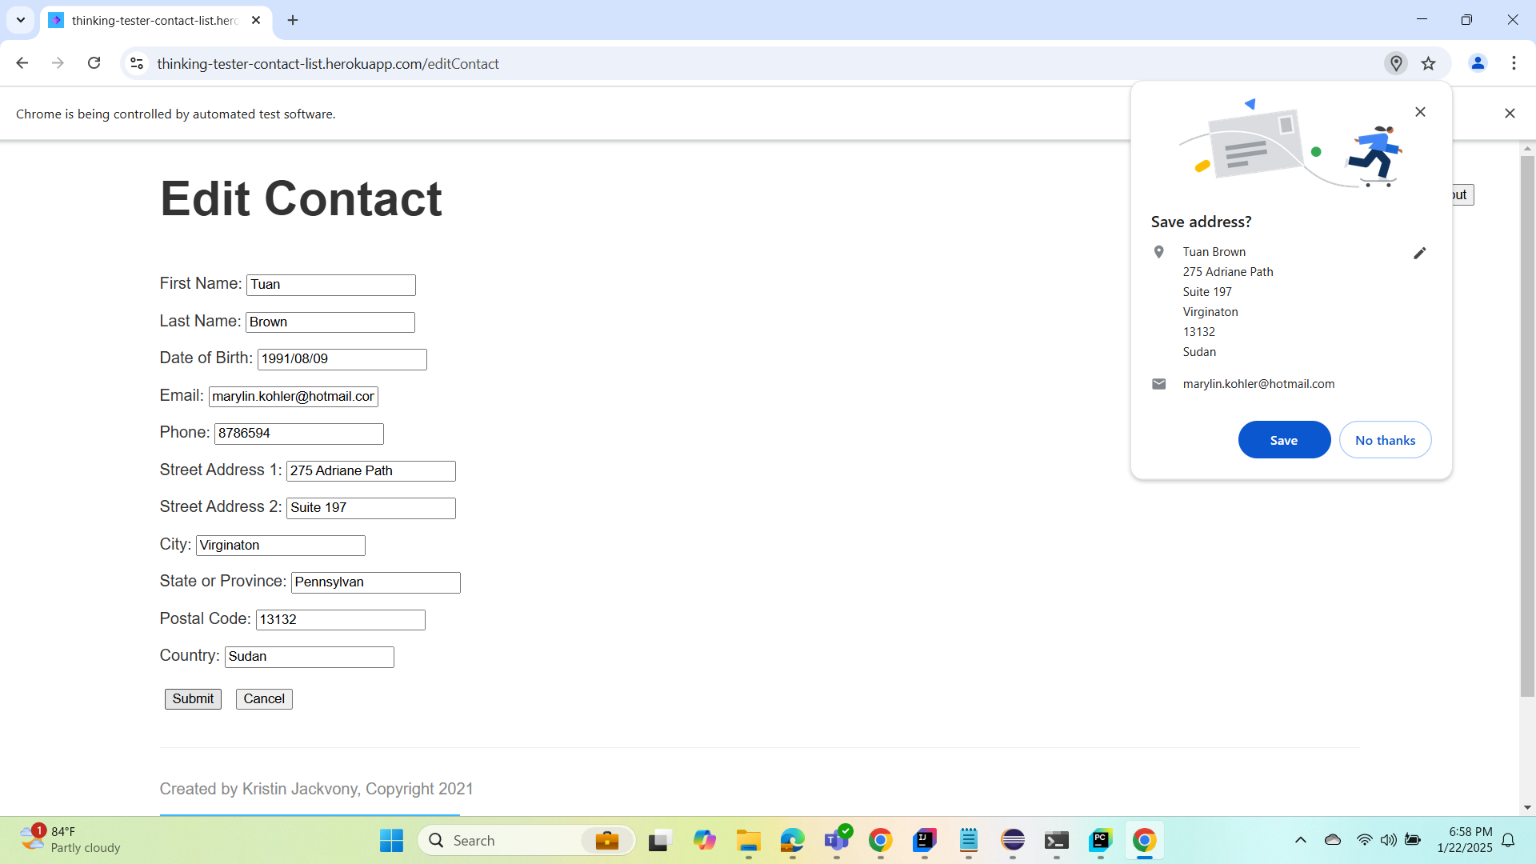 thinking-tester-contact-list.herc
thinking-tester-contact-list.herokuapp.com/editContact
Chrome is being controlled by automated test software.
Edit Contact
out
First Name: Tuan
Last Name: Brown
Date of Birth: 1991/08/09
Email: marylin.kohler@hotmail.cor
Phone: 8786594
Street Address 1: 275 Adriane Path
Street Address 2: Suite 197
City: Virginaton
State or Province: Pennsylvan
Postal Code: 13132
Country: Sudan
Submit Cancel
Created by Kristin Jackvony, Copyright 2021
Save address?
Tuan Brown
275 Adriane Path
Suite 197
Virginaton
13132
Sudan
marylin.kohler@hotmail.com
Save No thanks
1
84°F
Partly cloudy
Search
6:58 PM
1/22/2025